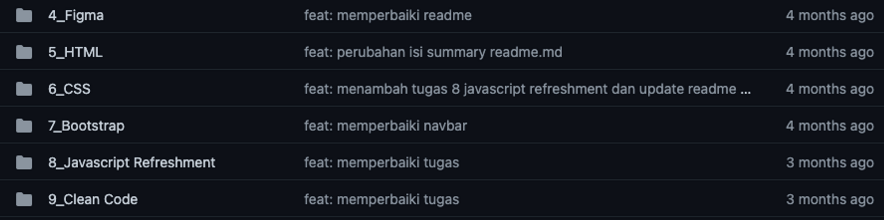 4_Figma feat: memperbaiki readme 4 months ago
5_HTML feat: perubahan isi summary readme.md 4 months ago
6_CSS feat: menambah tugas 8 javascript refreshment dan update readme ... 4 months ago
7_Bootstrap feat: memperbaiki navbar 4 months ago
8_Javascript Refreshment feat: memperbaiki tugas 3 months ago
9_Clean Code feat: memperbaiki tugas 3 months ago